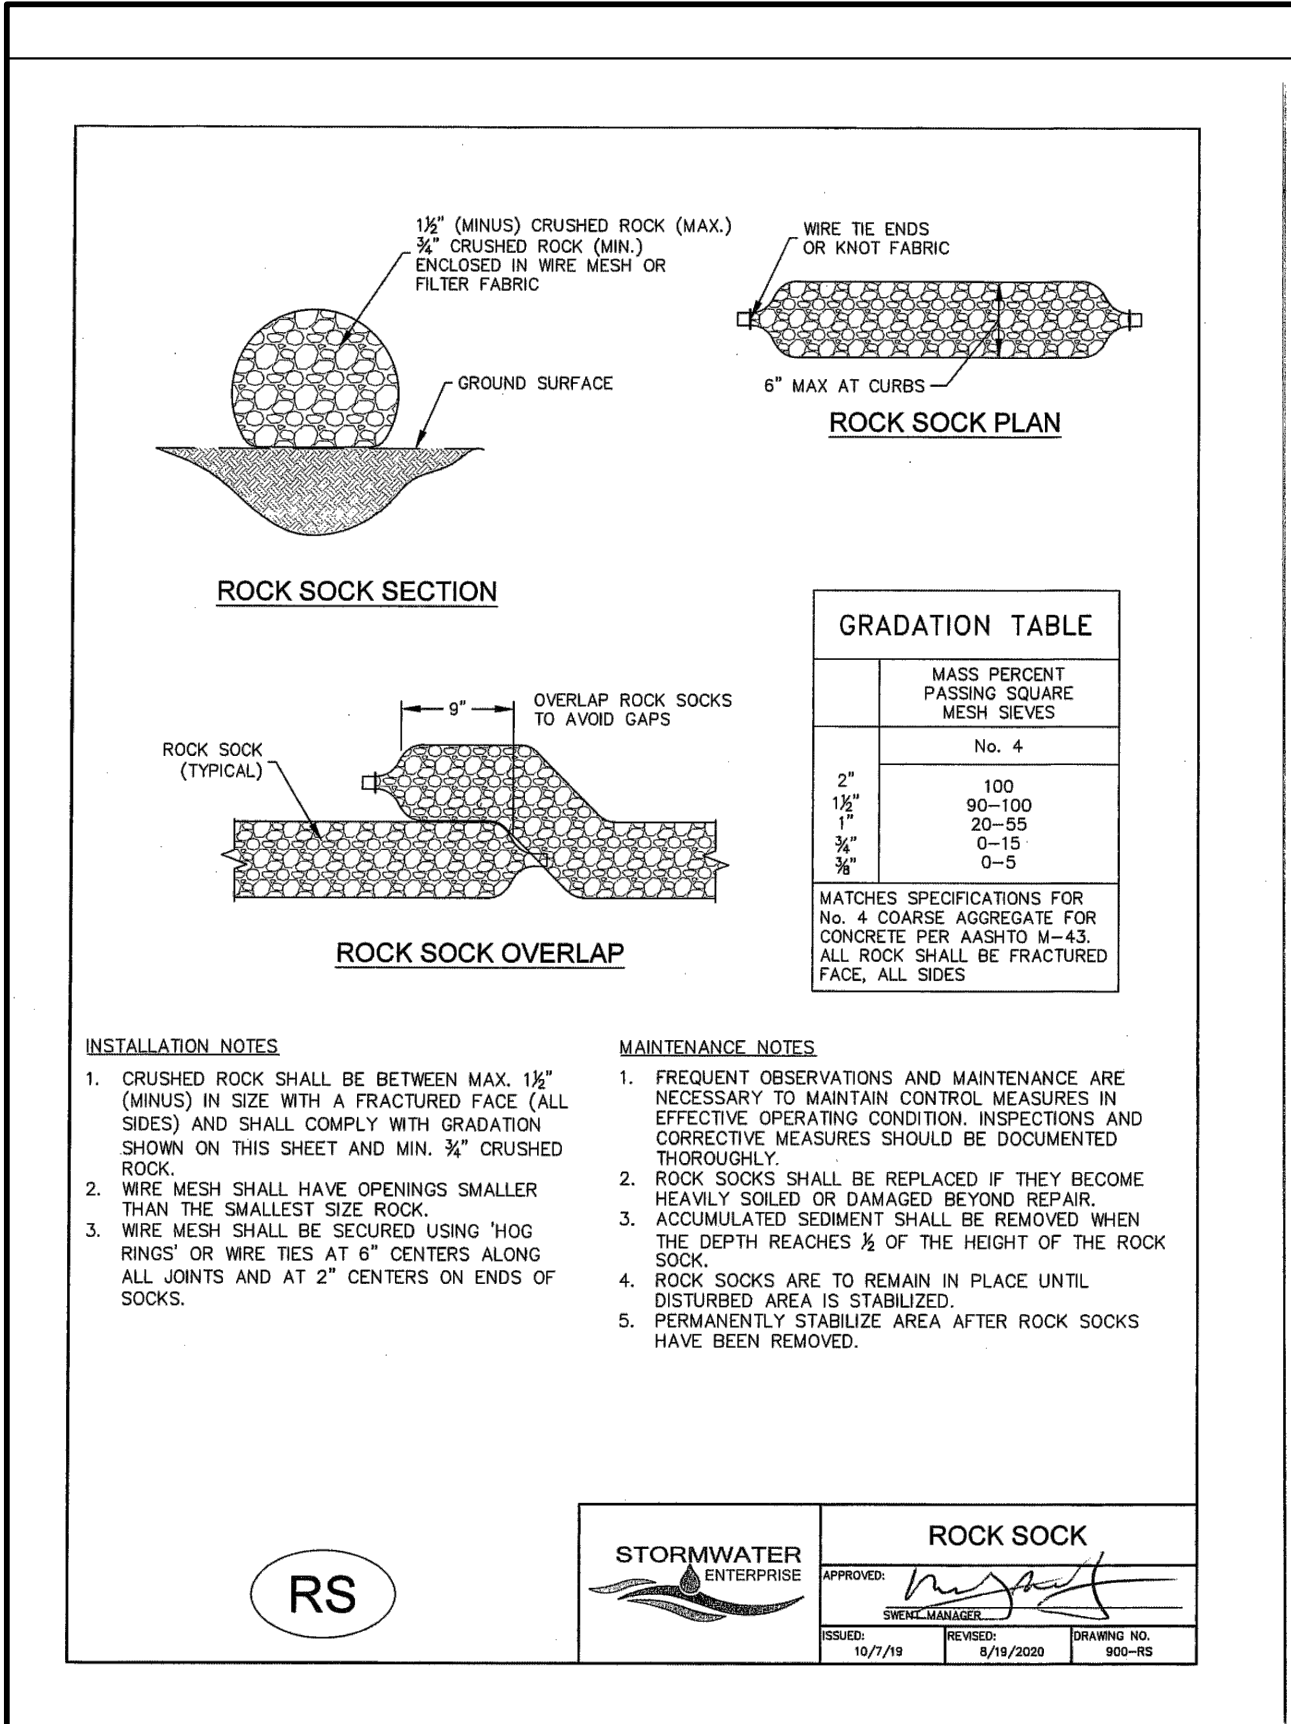 1½" (MINUS) CRUSHED ROCK (MAX.)
¾" CRUSHED ROCK (MIN.)
ENCLOSED IN WIRE MESH OR
FILTER FABRIC
GROUND SURFACE
ROCK SOCK SECTION
WIRE TIE ENDS
OR KNOT FABRIC
6" MAX AT CURBS
ROCK SOCK PLAN
9"
OVERLAP ROCK SOCKS
TO AVOID GAPS
ROCK SOCK
(TYPICAL)
ROCK SOCK OVERLAP
GRADATION TABLE
MASS PERCENT
PASSING SQUARE
MESH SIEVES
No. 4
2" 100
1½" 90-100
1" 20-55
¾" 0-15
⅜" 0-5
MATCHES SPECIFICATIONS FOR
No. 4 COARSE AGGREGATE FOR
CONCRETE PER AASHTO M-43.
ALL ROCK SHALL BE FRACTURED
FACE, ALL SIDES
INSTALLATION NOTES
1. CRUSHED ROCK SHALL BE BETWEEN MAX. 1½"
(MINUS) IN SIZE WITH A FRACTURED FACE (ALL
SIDES) AND SHALL COMPLY WITH GRADATION
SHOWN ON THIS SHEET AND MIN. ¾" CRUSHED
ROCK.
2. WIRE MESH SHALL HAVE OPENINGS SMALLER
THAN THE SMALLEST SIZE ROCK.
3. WIRE MESH SHALL BE SECURED USING 'HOG
RINGS' OR WIRE TIES AT 6" CENTERS ALONG
ALL JOINTS AND AT 2" CENTERS ON ENDS OF
SOCKS.
MAINTENANCE NOTES
1. FREQUENT OBSERVATIONS AND MAINTENANCE ARE
NECESSARY TO MAINTAIN CONTROL MEASURES IN
EFFECTIVE OPERATING CONDITION. INSPECTIONS AND
CORRECTIVE MEASURES SHOULD BE DOCUMENTED
THOROUGHLY.
2. ROCK SOCKS SHALL BE REPLACED IF THEY BECOME
HEAVILY SOILED OR DAMAGED BEYOND REPAIR.
3. ACCUMULATED SEDIMENT SHALL BE REMOVED WHEN
THE DEPTH REACHES ½ OF THE HEIGHT OF THE ROCK
SOCK.
4. ROCK SOCKS ARE TO REMAIN IN PLACE UNTIL
DISTURBED AREA IS STABILIZED.
5. PERMANENTLY STABILIZE AREA AFTER ROCK SOCKS
HAVE BEEN REMOVED.
RS
STORMWATER
ENTERPRISE
ROCK SOCK
APPROVED:
SWENT MANAGER
ISSUED:
10/7/19
REVISED:
8/19/2020
DRAWING NO.
900-RS